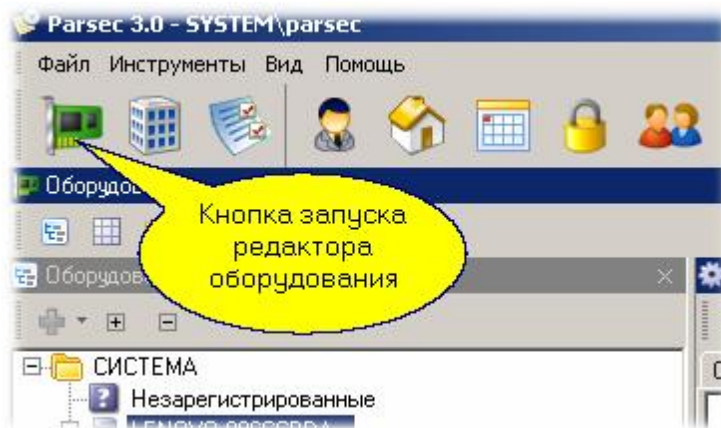 Parsec 3.0 - SYSTEM\parsec
Файл Инструменты Вид Помощь
Кнопка запуска
редактора
оборудования
СИСТЕМА
Незарегистрированные